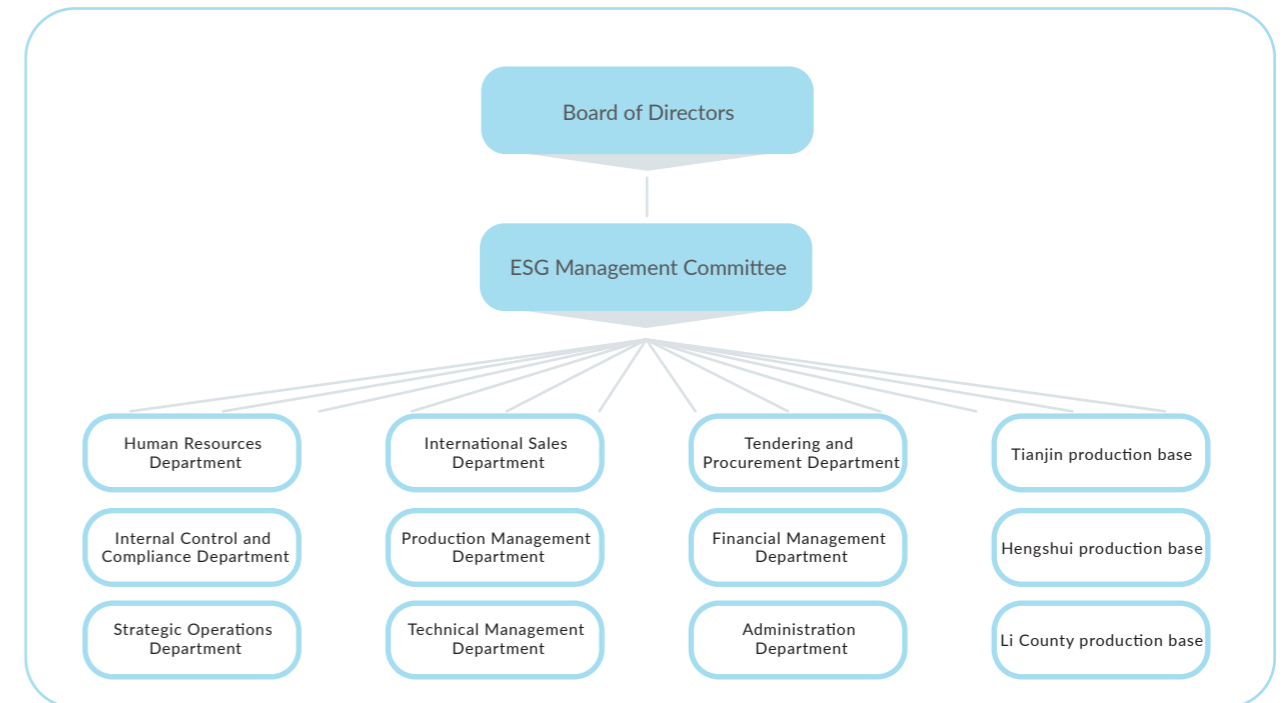 Board of Directors
ESG Management Committee
Human Resources
Department
International Sales
Department
Tendering and
Procurement Department
Tianjin production base
Internal Control and
Compliance Department
Production Management
Department
Financial Management
Department
Hengshui production base
Strategic Operations
Department
Technical Management
Department
Administration
Department
Li County production base